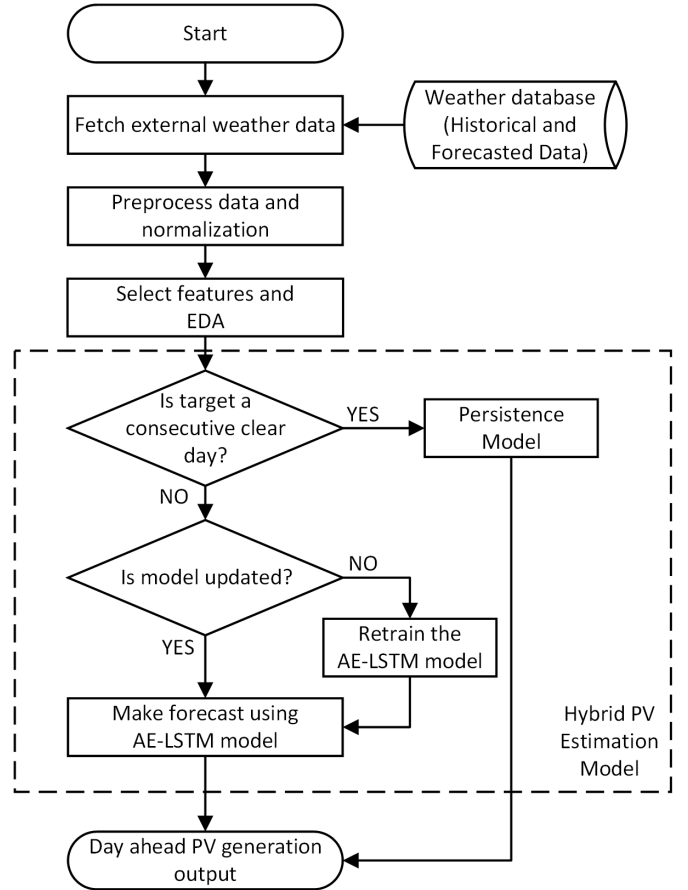 Start
Fetch external weather data
Weather database
(Historical and
Forecasted Data)
Preprocess data and
normalization
Select features and
EDA
Is target a
consecutive clear
day?
YES
Persistence
Model
NO
Is model updated?
NO
Retrain the
AE-LSTM model
YES
Make forecast using
AE-LSTM model
Hybrid PV
Estimation
Model
Day ahead PV generation
output